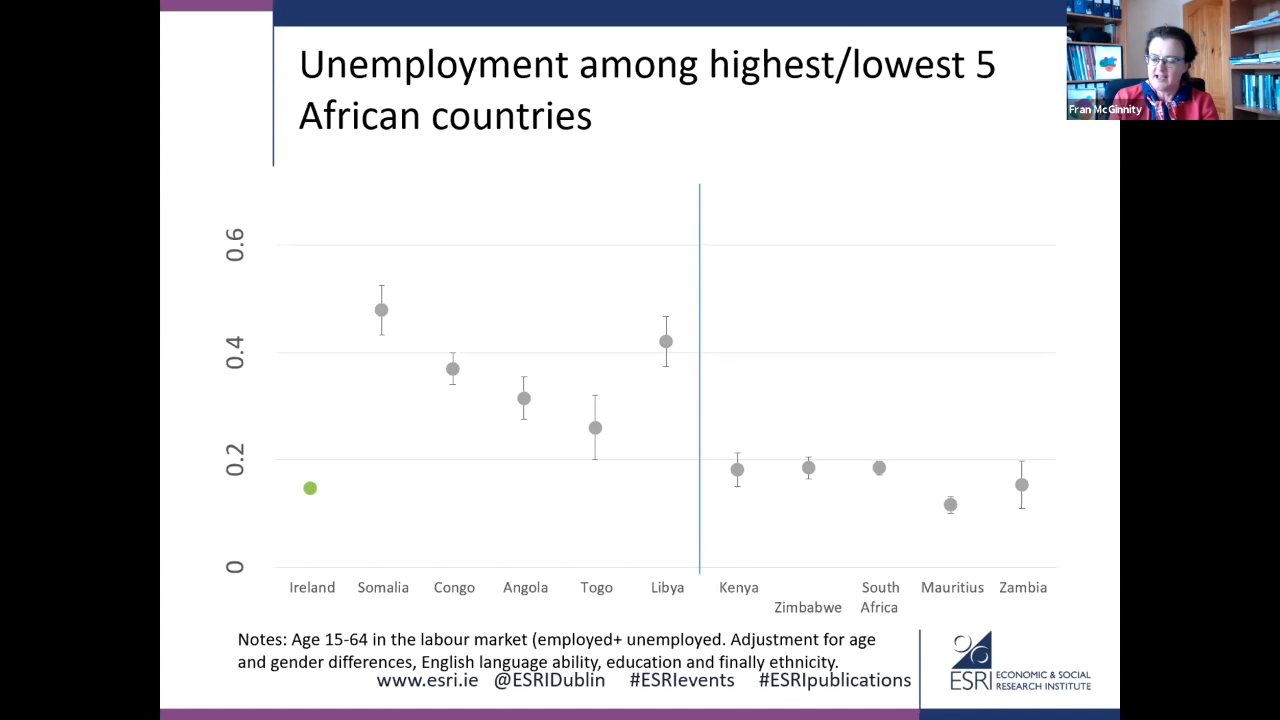 Unemployment among highest/lowest 5
African countries
Fran McGinnity
0.6
0.4
0.2
0
Ireland Somalia Congo Angola Togo Libya Kenya Zimbabwe South Africa Mauritius Zambia
Notes: Age 15-64 in the labour market (employed+ unemployed. Adjustment for age
and gender differences, English language ability, education and finally ethnicity.
www.esri.ie @ESRIDublin #ESRIevents #ESRIpublications
ESRI ECONOMIC & SOCIAL
RESEARCH INSTITUTE